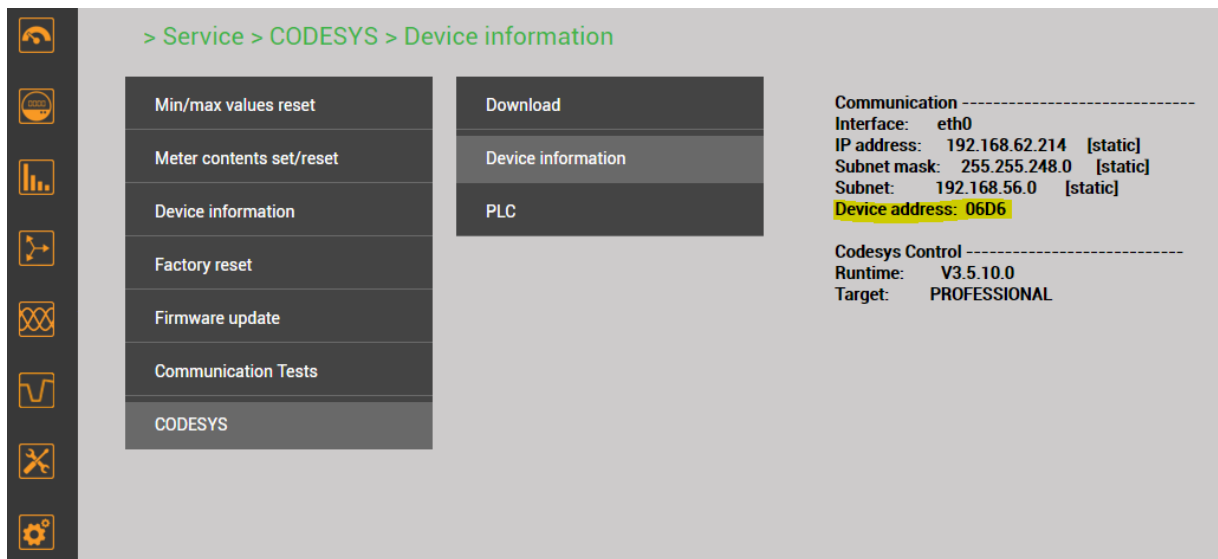 > Service > CODESYS > Device information
Min/max values reset
Meter contents set/reset
Device information
Factory reset
Firmware update
Communication Tests
CODESYS
Download
Device information
PLC
Communication ------------------------------
Interface: eth0
IP address: 192.168.62.214 [static]
Subnet mask: 255.255.248.0 [static]
Subnet: 192.168.56.0 [static]
Device address: 06D6
Codesys Control ----------------------------
Runtime: V3.5.10.0
Target: PROFESSIONAL